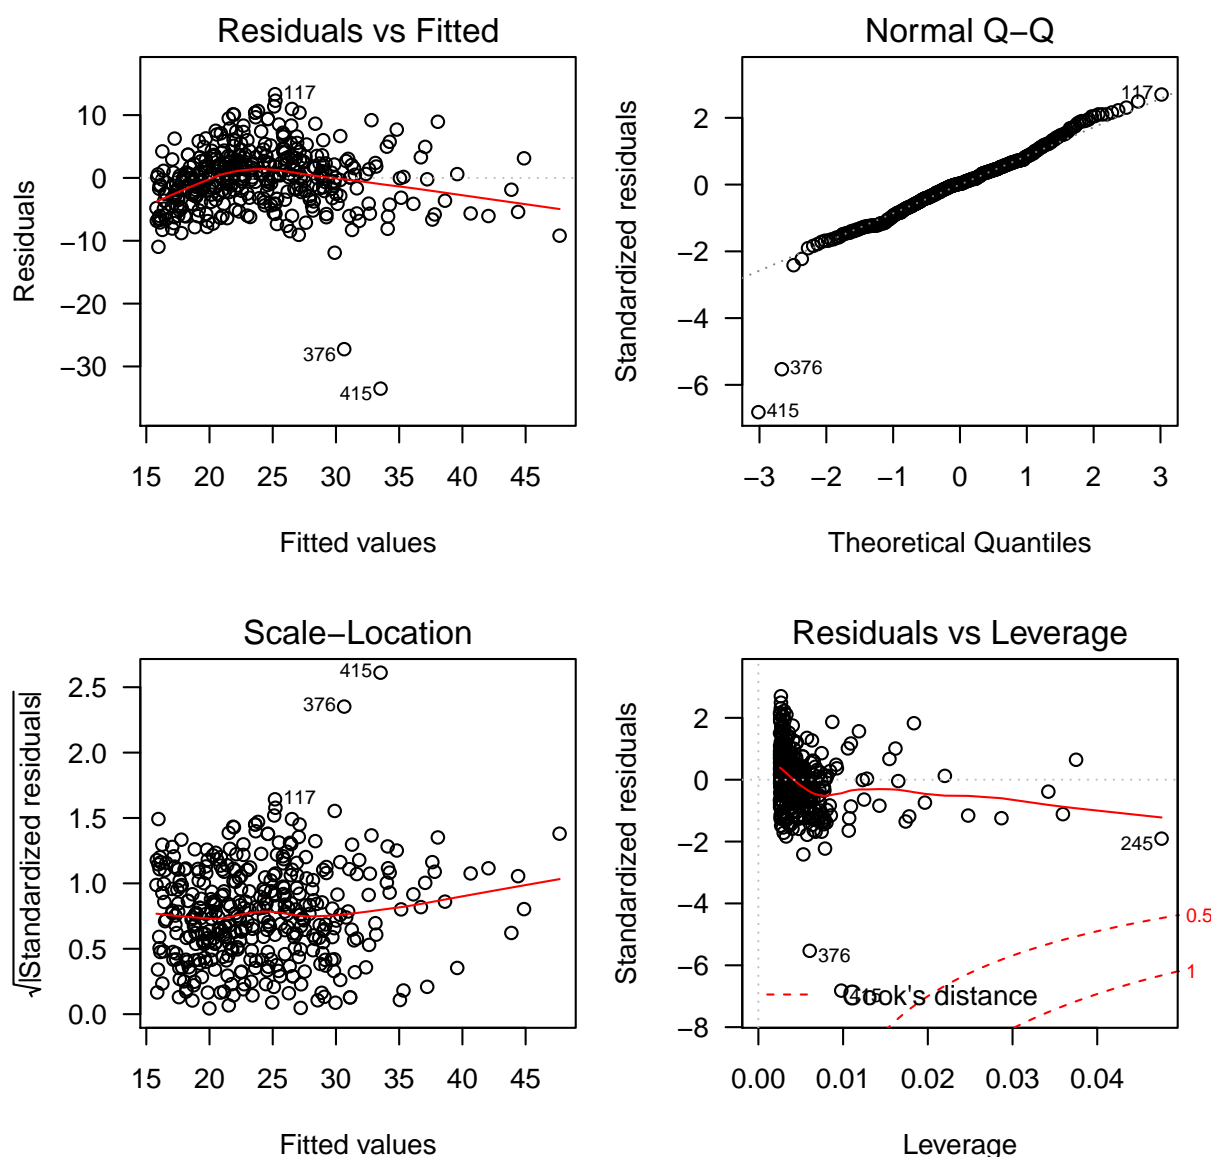 Residuals vs Fitted
Residuals
10
0
−10
−20
−30
117
376
415
15 20 25 30 35 40 45
Fitted values
Normal Q−Q
Standardized residuals
2
0
−2
−4
−6
117
376
415
−3 −2 −1 0 1 2 3
Theoretical Quantiles
Scale−Location
√|Standardized residuals|
2.5
2.0
1.5
1.0
0.5
0.0
415
376
117
15 20 25 30 35 40 45
Fitted values
Residuals vs Leverage
Standardized residuals
2
0
−2
−4
−6
−8
245
376
415
Cook's distance
0.5
1
0.00 0.01 0.02 0.03 0.04
Leverage